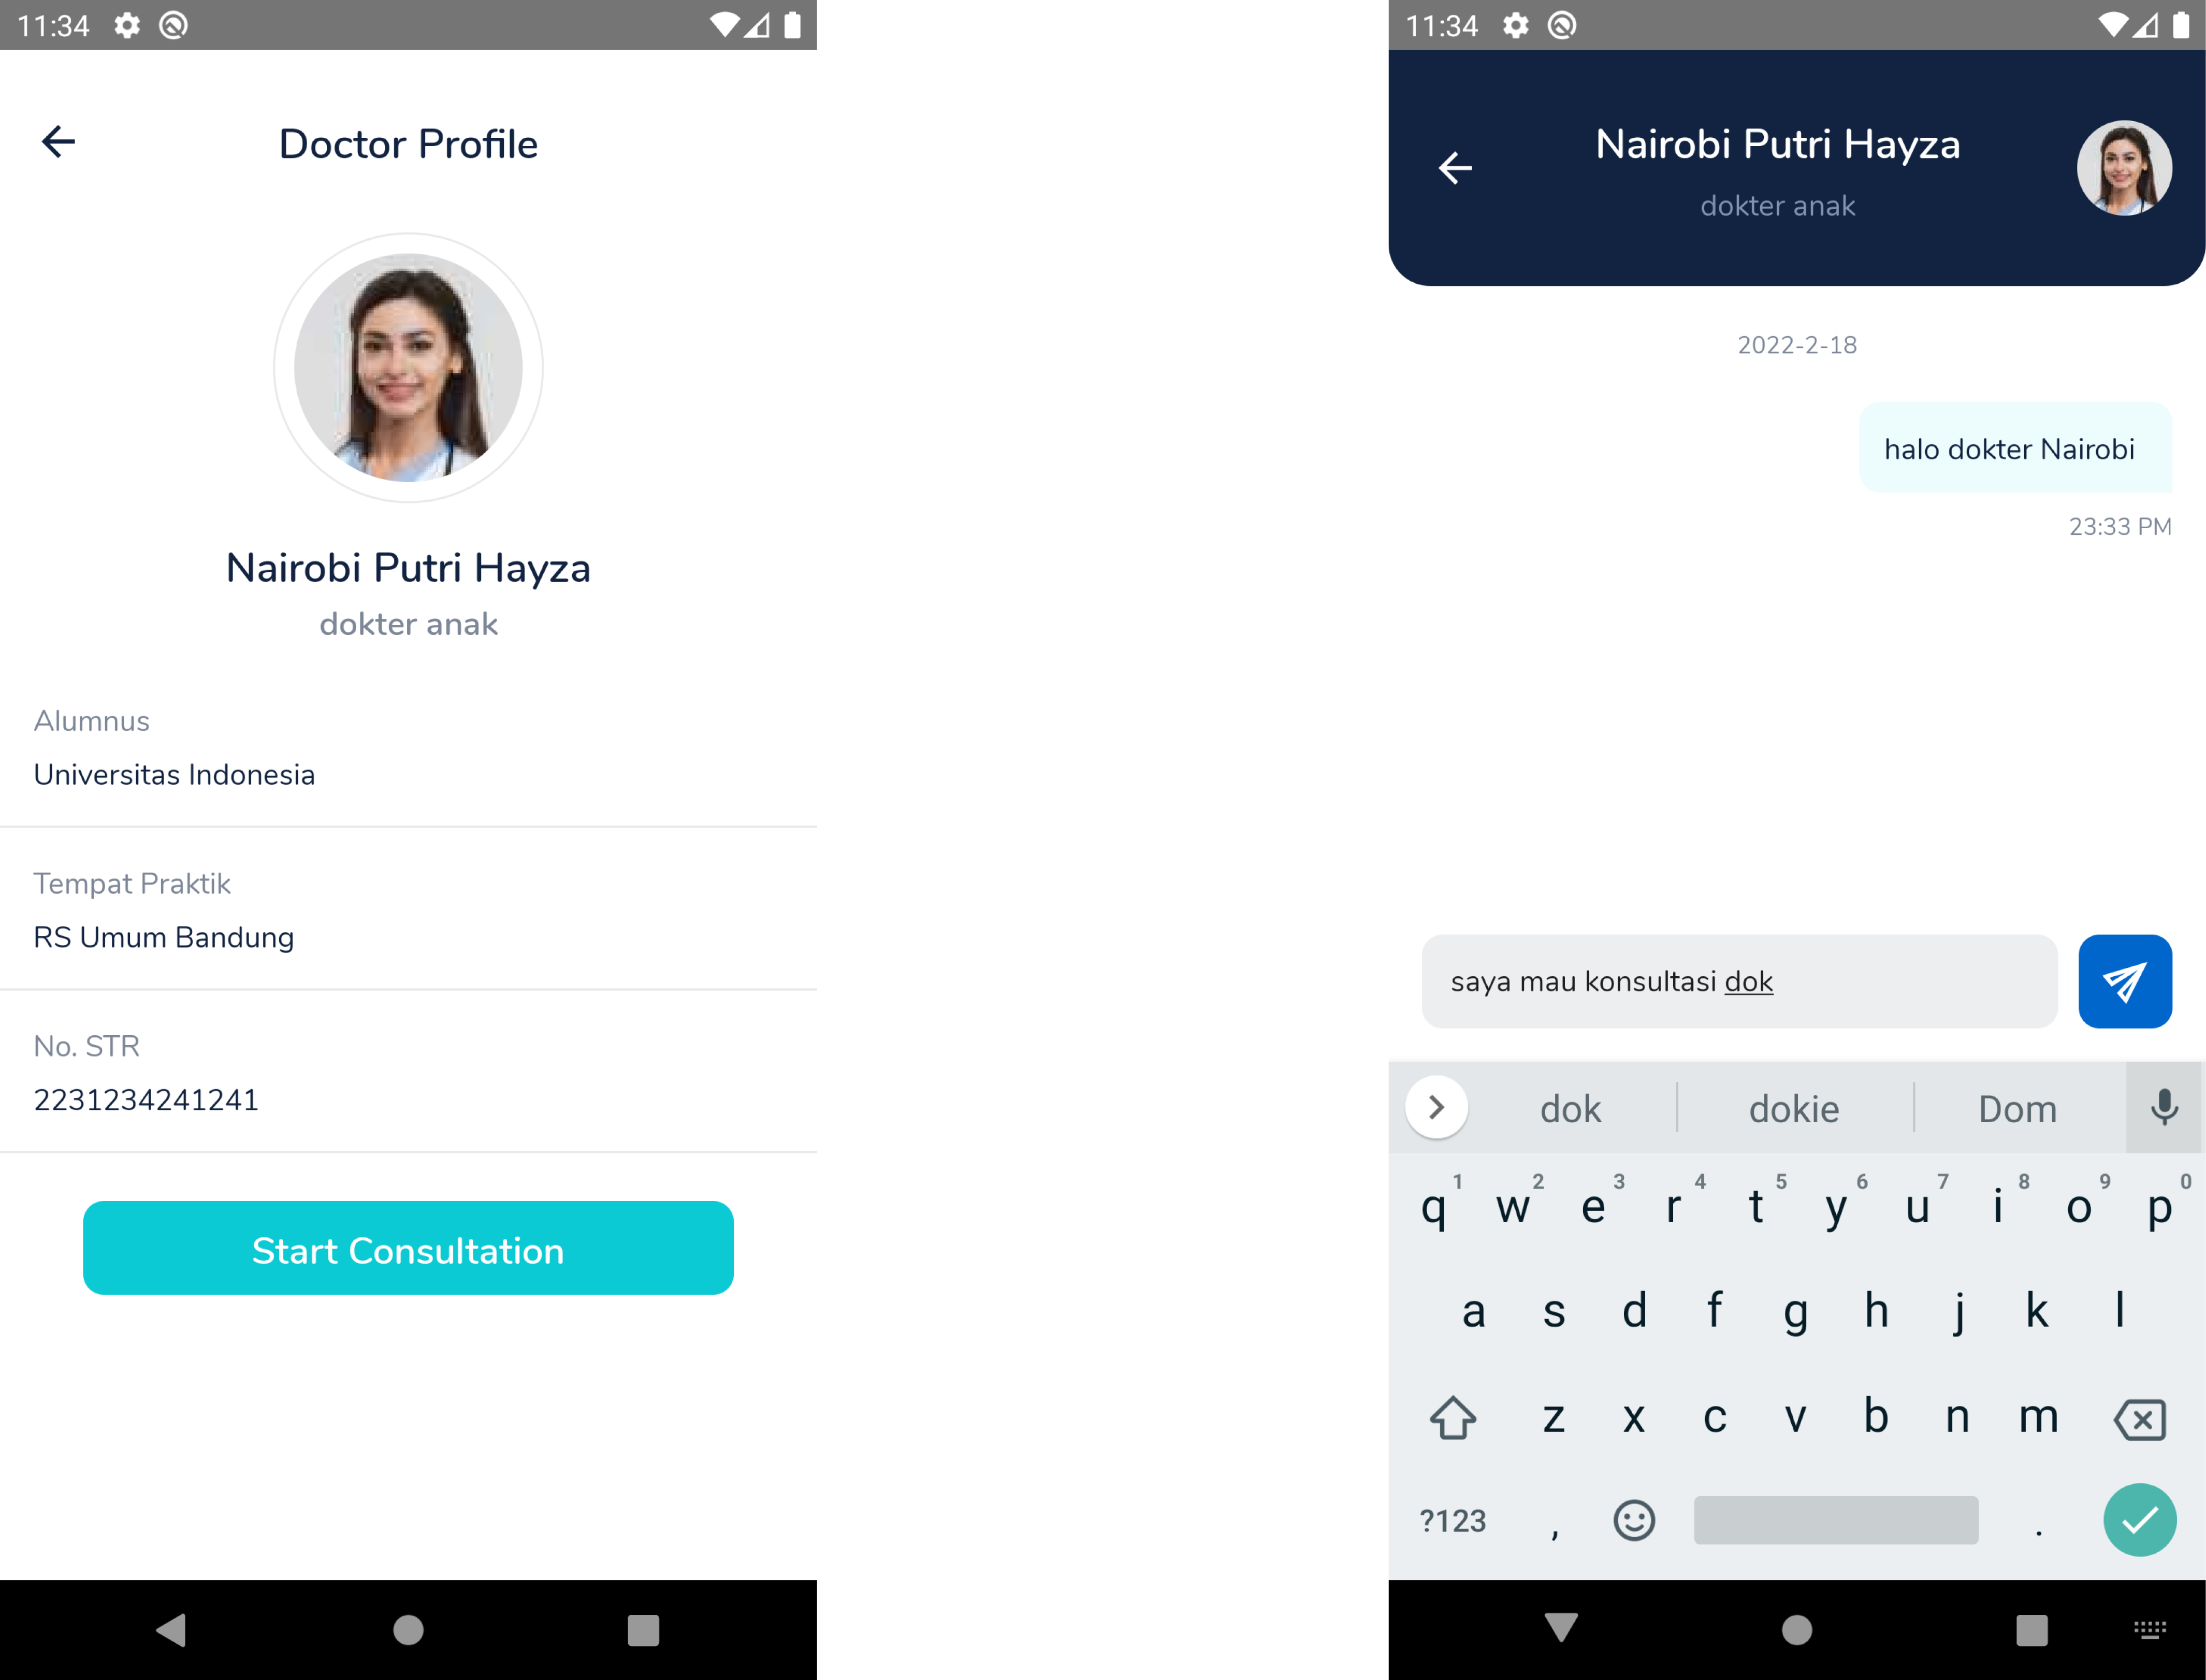 11:34
Doctor Profile
Nairobi Putri Hayza
dokter anak
Alumnus
Universitas Indonesia
Tempat Praktik
RS Umum Bandung
No. STR
2231234241241
Start Consultation
11:34
Nairobi Putri Hayza
dokter anak
2022-2-18
halo dokter Nairobi
23:33 PM
saya mau konsultasi dok
dok dokie Dom
1 2 3 4 5 6 7 8 9 0
q w e r t y u i o p
a s d f g h j k l
z x c v b n m
?123 , .